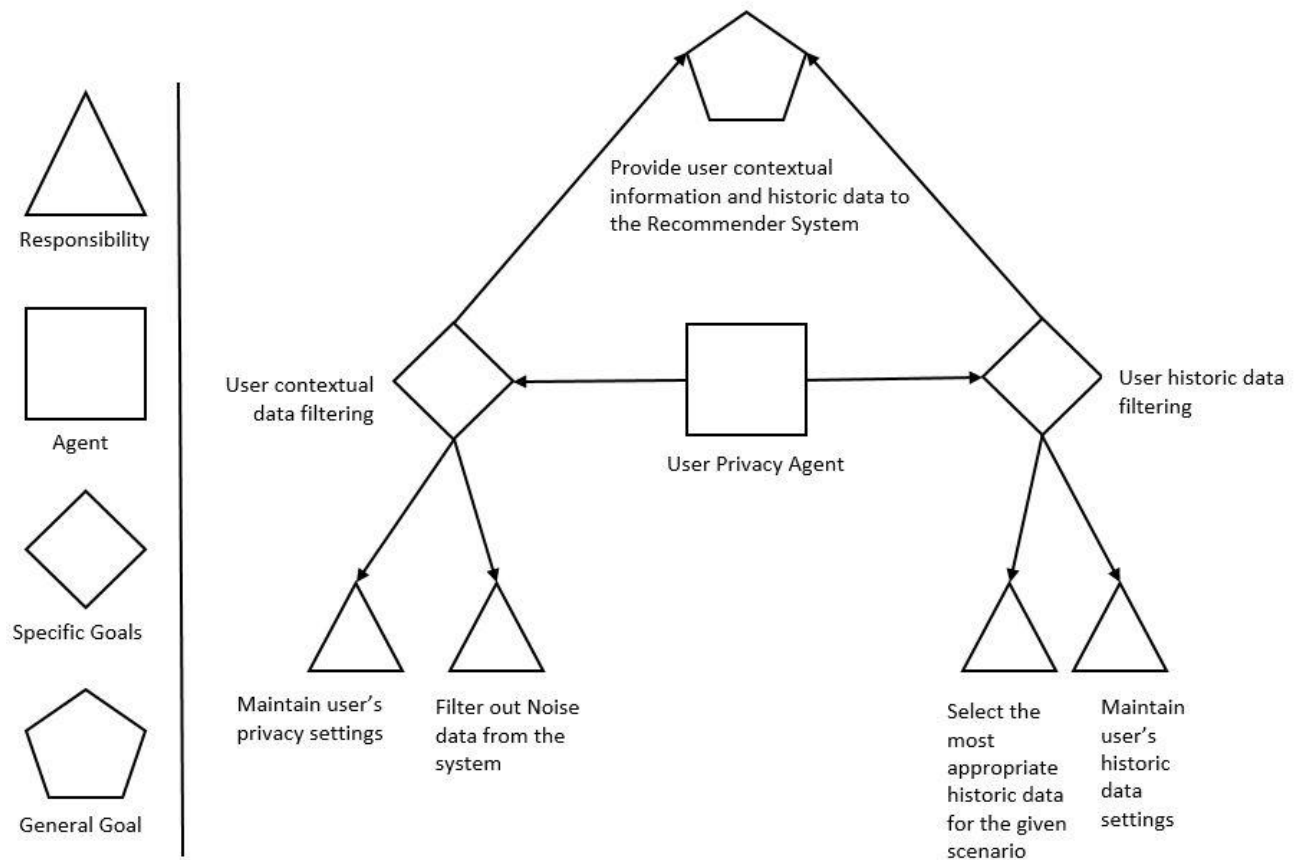 Responsibility
Agent
Specific Goals
General Goal
Provide user contextual
information and historic data to
the Recommender System
User contextual
data filtering
User Privacy Agent
User historic data
filtering
Maintain user’s
privacy settings
Filter out Noise
data from the
system
Select the
most
appropriate
historic data
for the given
scenario
Maintain
user’s
historic
data
settings